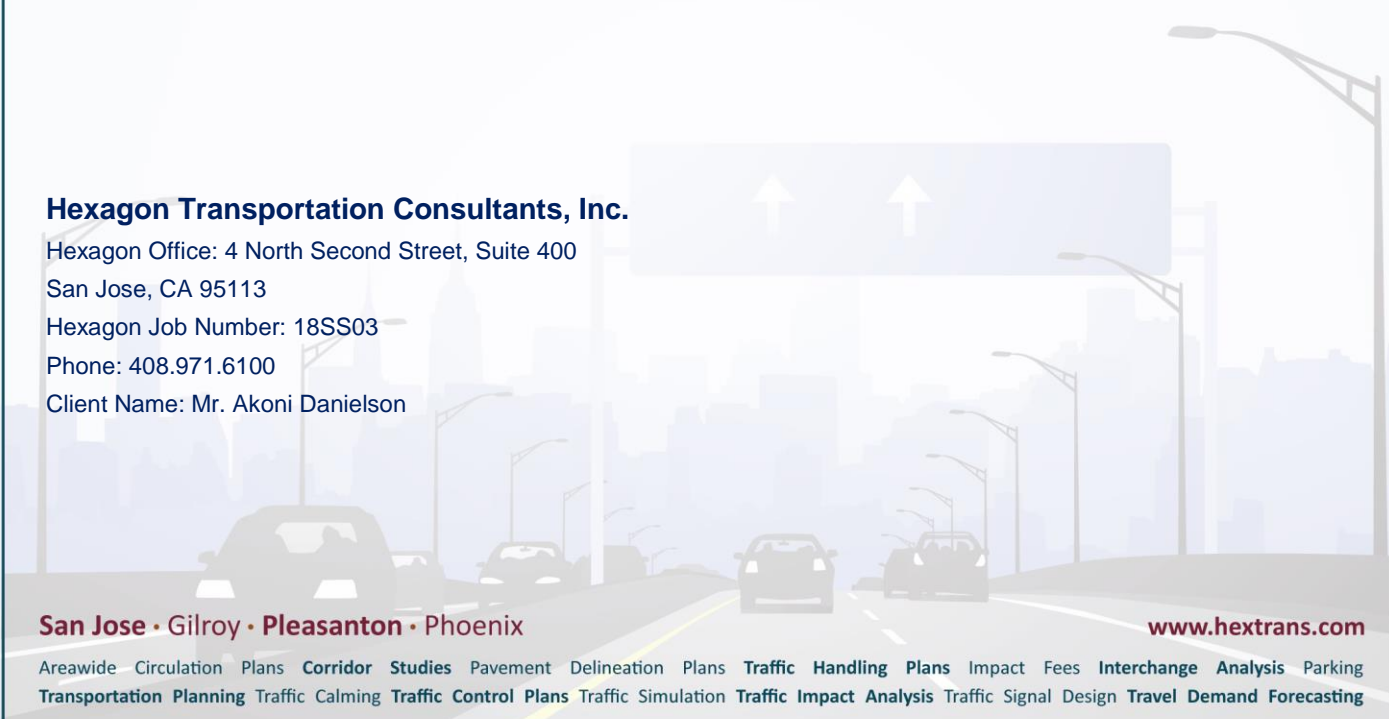 Hexagon Transportation Consultants, Inc.
Hexagon Office: 4 North Second Street, Suite 400
San Jose, CA 95113
Hexagon Job Number: 18SS03
Phone: 408.971.6100
Client Name: Mr. Akoni Danielson
San Jose · Gilroy · Pleasanton · Phoenix
www.hextrans.com
Areawide Circulation Plans Corridor Studies Pavement Delineation Plans Traffic Handling Plans Impact Fees Interchange Analysis Parking
Transportation Planning Traffic Calming Traffic Control Plans Traffic Simulation Traffic Impact Analysis Traffic Signal Design Travel Demand Forecasting